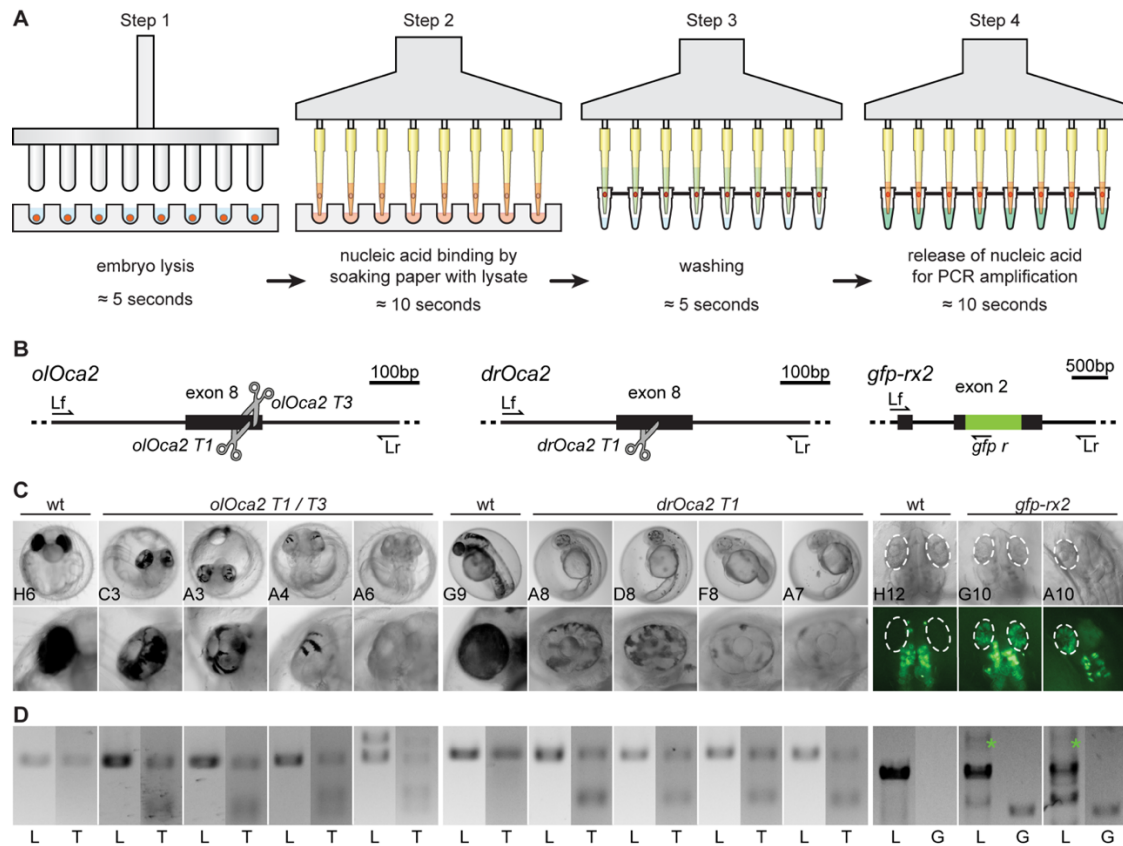 A
Step 1
Step 2
Step 3
Step 4
embryo lysis
≈ 5 seconds
nucleic acid binding by
soaking paper with lysate
≈ 10 seconds
washing
≈ 5 seconds
release of nucleic acid
for PCR amplification
≈ 10 seconds
B
olOca2
100bp
exon 8
Lf
olOca2 T3
olOca2 T1
Lr
drOca2
100bp
exon 8
Lf
drOca2 T1
Lr
gfp-rx2
500bp
exon 2
Lf
gfp r
Lr
C
wt olOca2 T1 / T3 wt drOca2 T1 wt gfp-rx2
H6 C3 A3 A4 A6 G9 A8 D8 F8 A7 H12 G10 A10
D
* *
L T L T L T L T L T L T L T L T L T L T L G L G L G